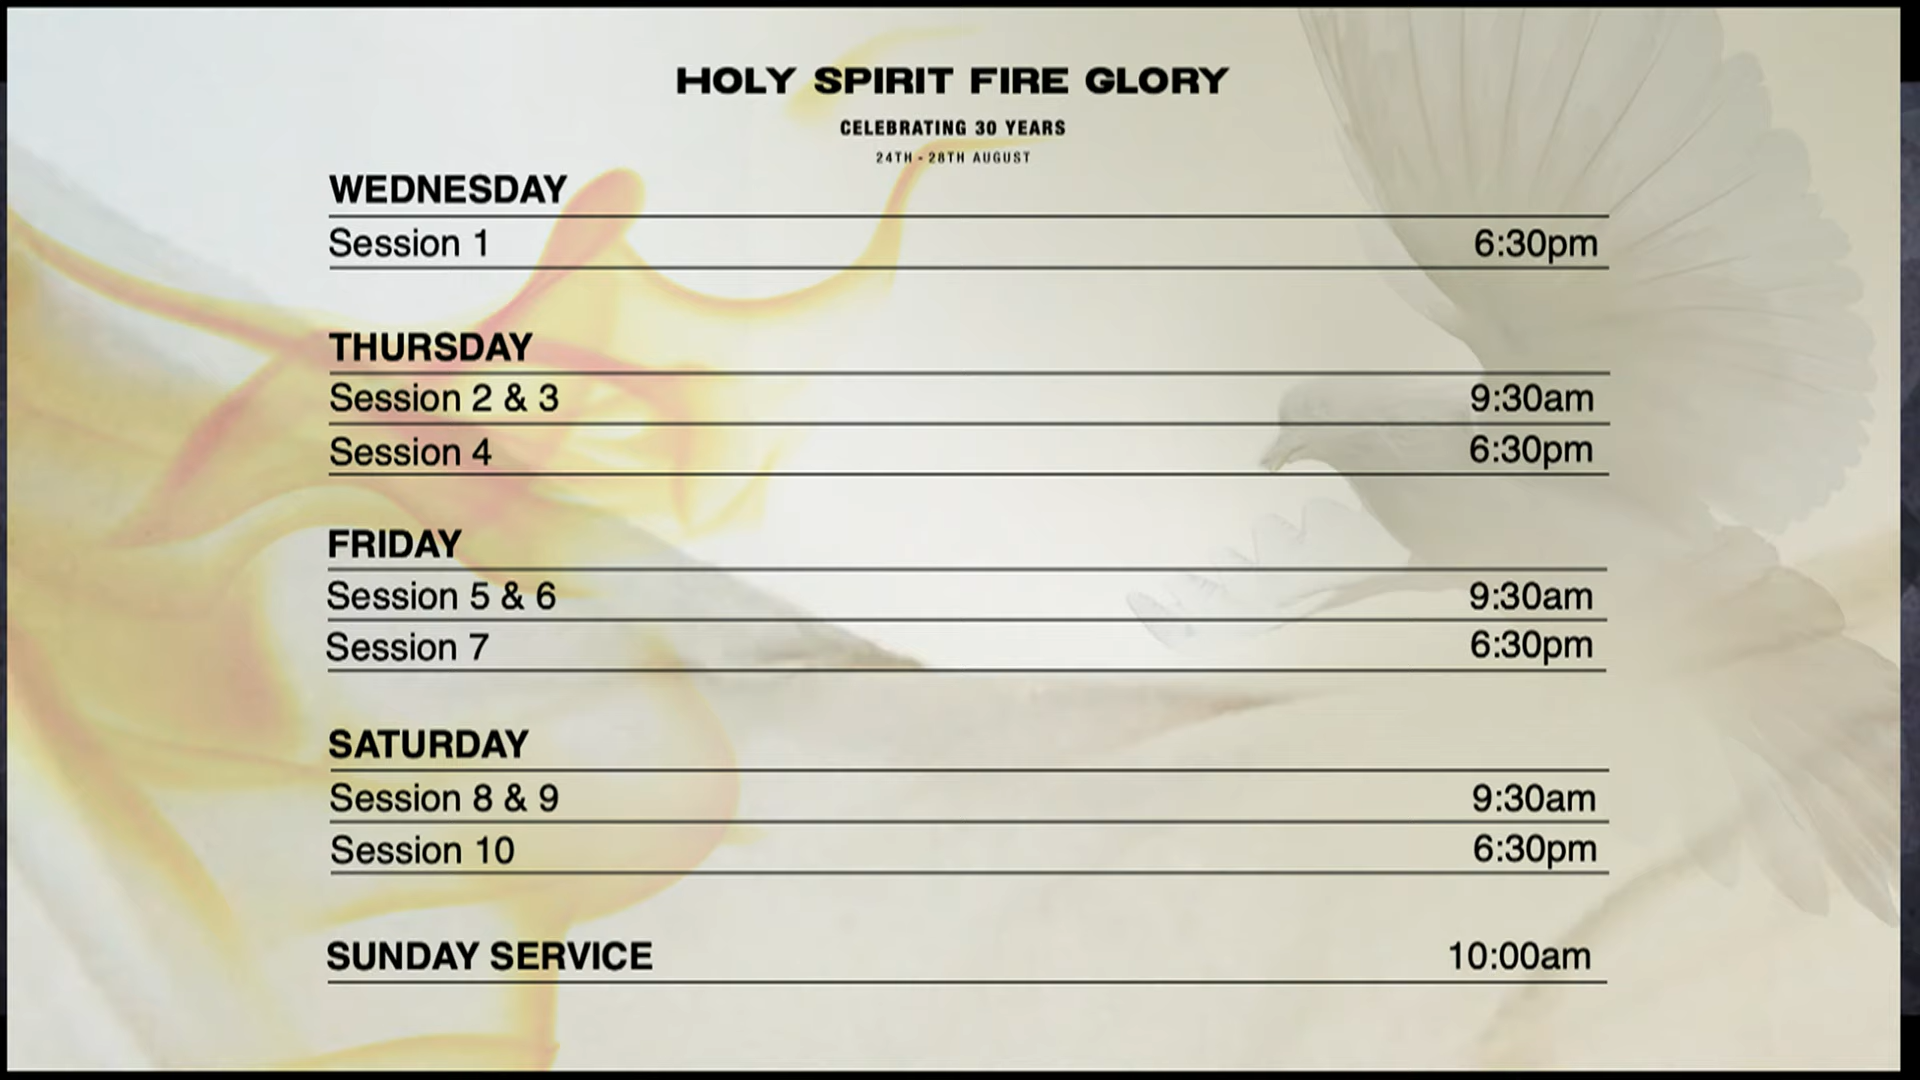 HOLY SPIRIT FIRE GLORY
CELEBRATING 30 YEARS
24TH - 28TH AUGUST
WEDNESDAY
Session 1 6:30pm
THURSDAY
Session 2 & 3 9:30am
Session 4 6:30pm
FRIDAY
Session 5 & 6 9:30am
Session 7 6:30pm
SATURDAY
Session 8 & 9 9:30am
Session 10 6:30pm
SUNDAY SERVICE 10:00am